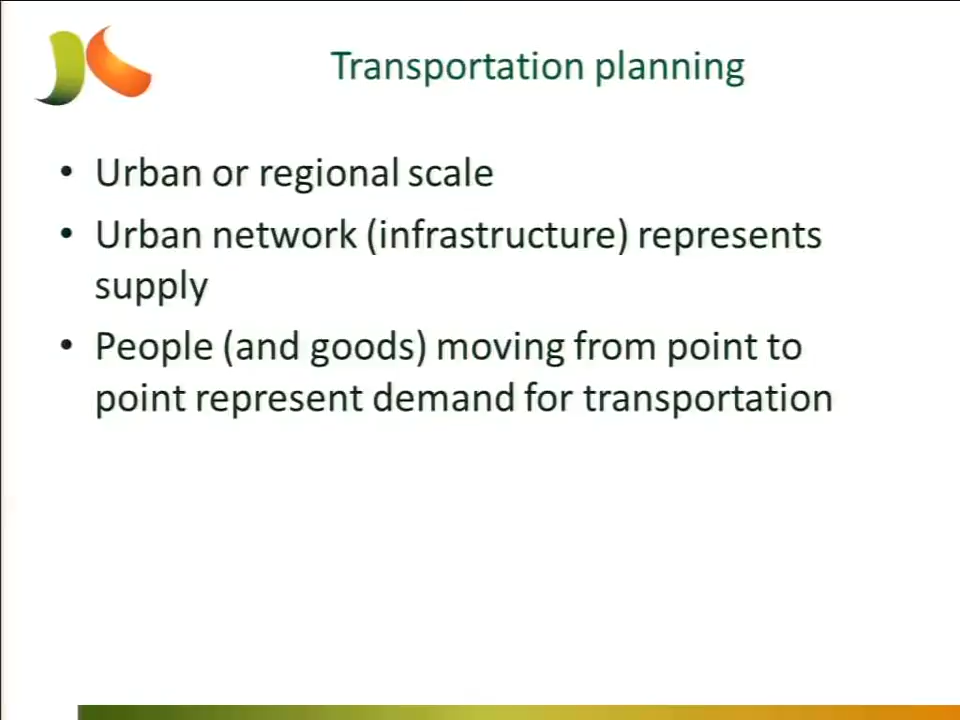 Transportation planning
• Urban or regional scale
• Urban network (infrastructure) represents
supply
• People (and goods) moving from point to
point represent demand for transportation